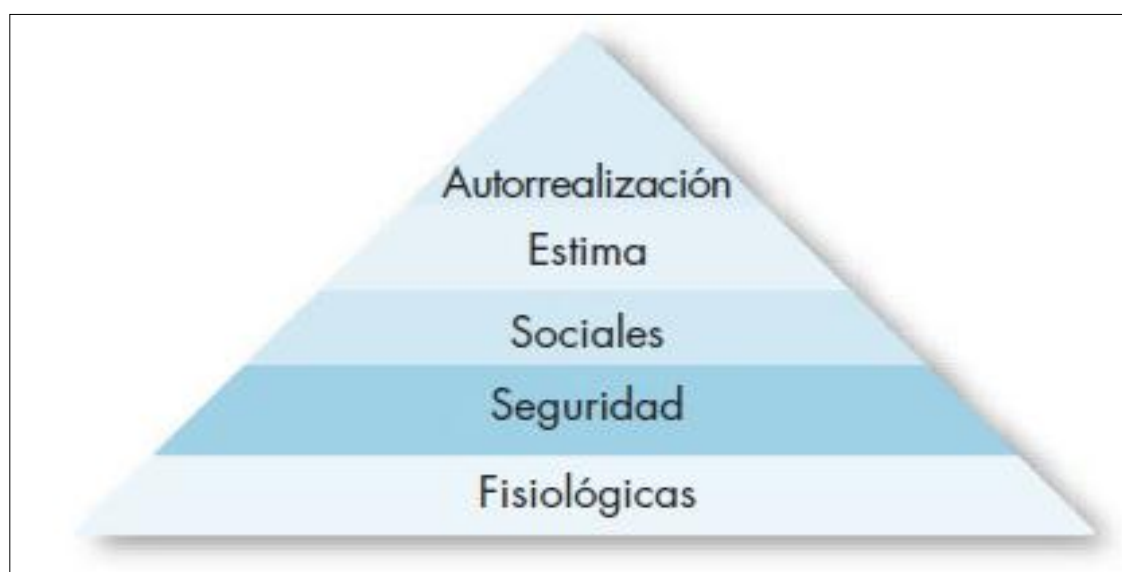 Autorrealización
Estima
Sociales
Seguridad
Fisiológicas